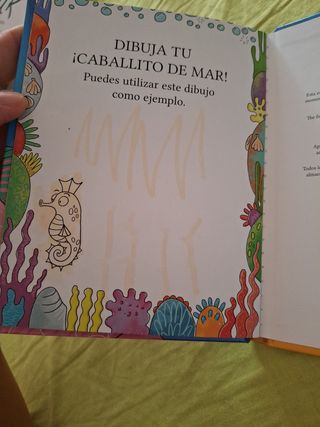 DIBUJA TU
¡CABALLITO DE MAR!
Puedes utilizar este dibujo
como ejemplo.